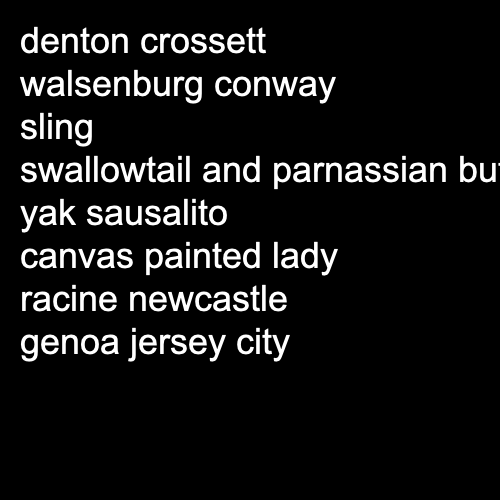 denton crossett
walsenburg conway
sling
swallowtail and parnassian
yak sausalito
canvas painted lady
racine newcastle
genoa jersey city